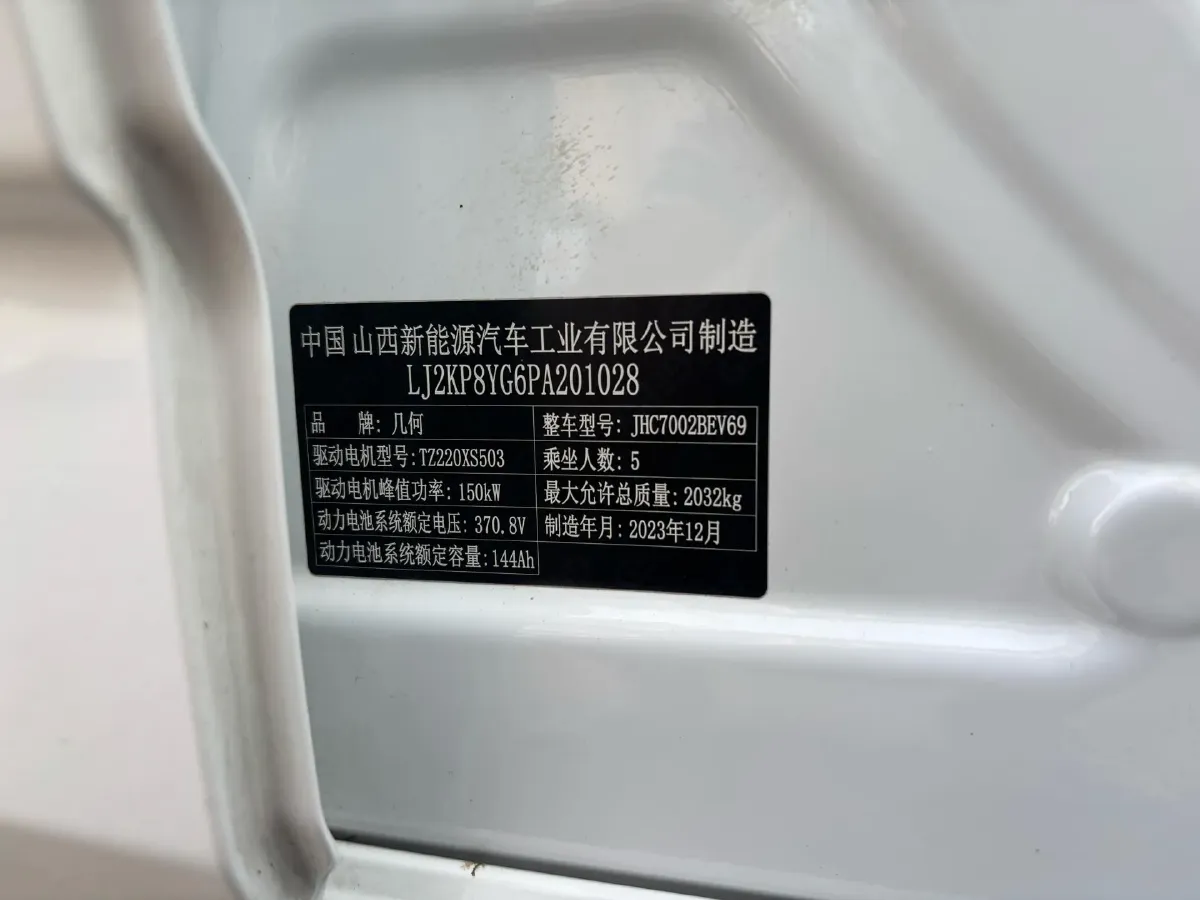 中国 山西新能源汽车工业有限公司制造
LJ2KP8YG6PA201028
品 牌: 几何 整车型号: JHC7002BEV69
驱动电机型号:TZ220XS503 乘坐人数: 5
驱动电机峰值功率: 150kW 最大允许总质量: 2032kg
动力电池系统额定电压: 370.8V 制造年月: 2023年12月
动力电池系统额定容量:144Ah